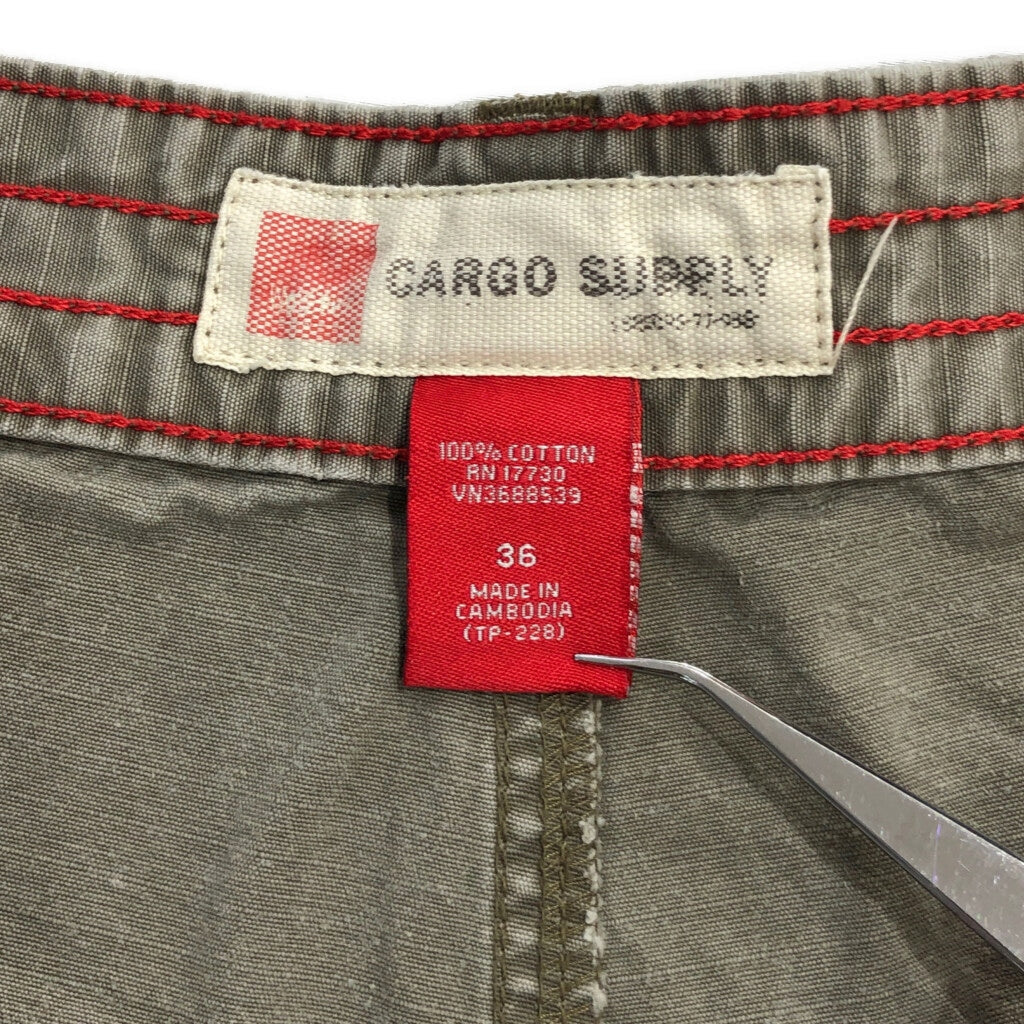 CARGO SUPPLY
100% COTTON
RN 17730
VN3688539
36
MADE IN
CAMBODIA
(TP-228)